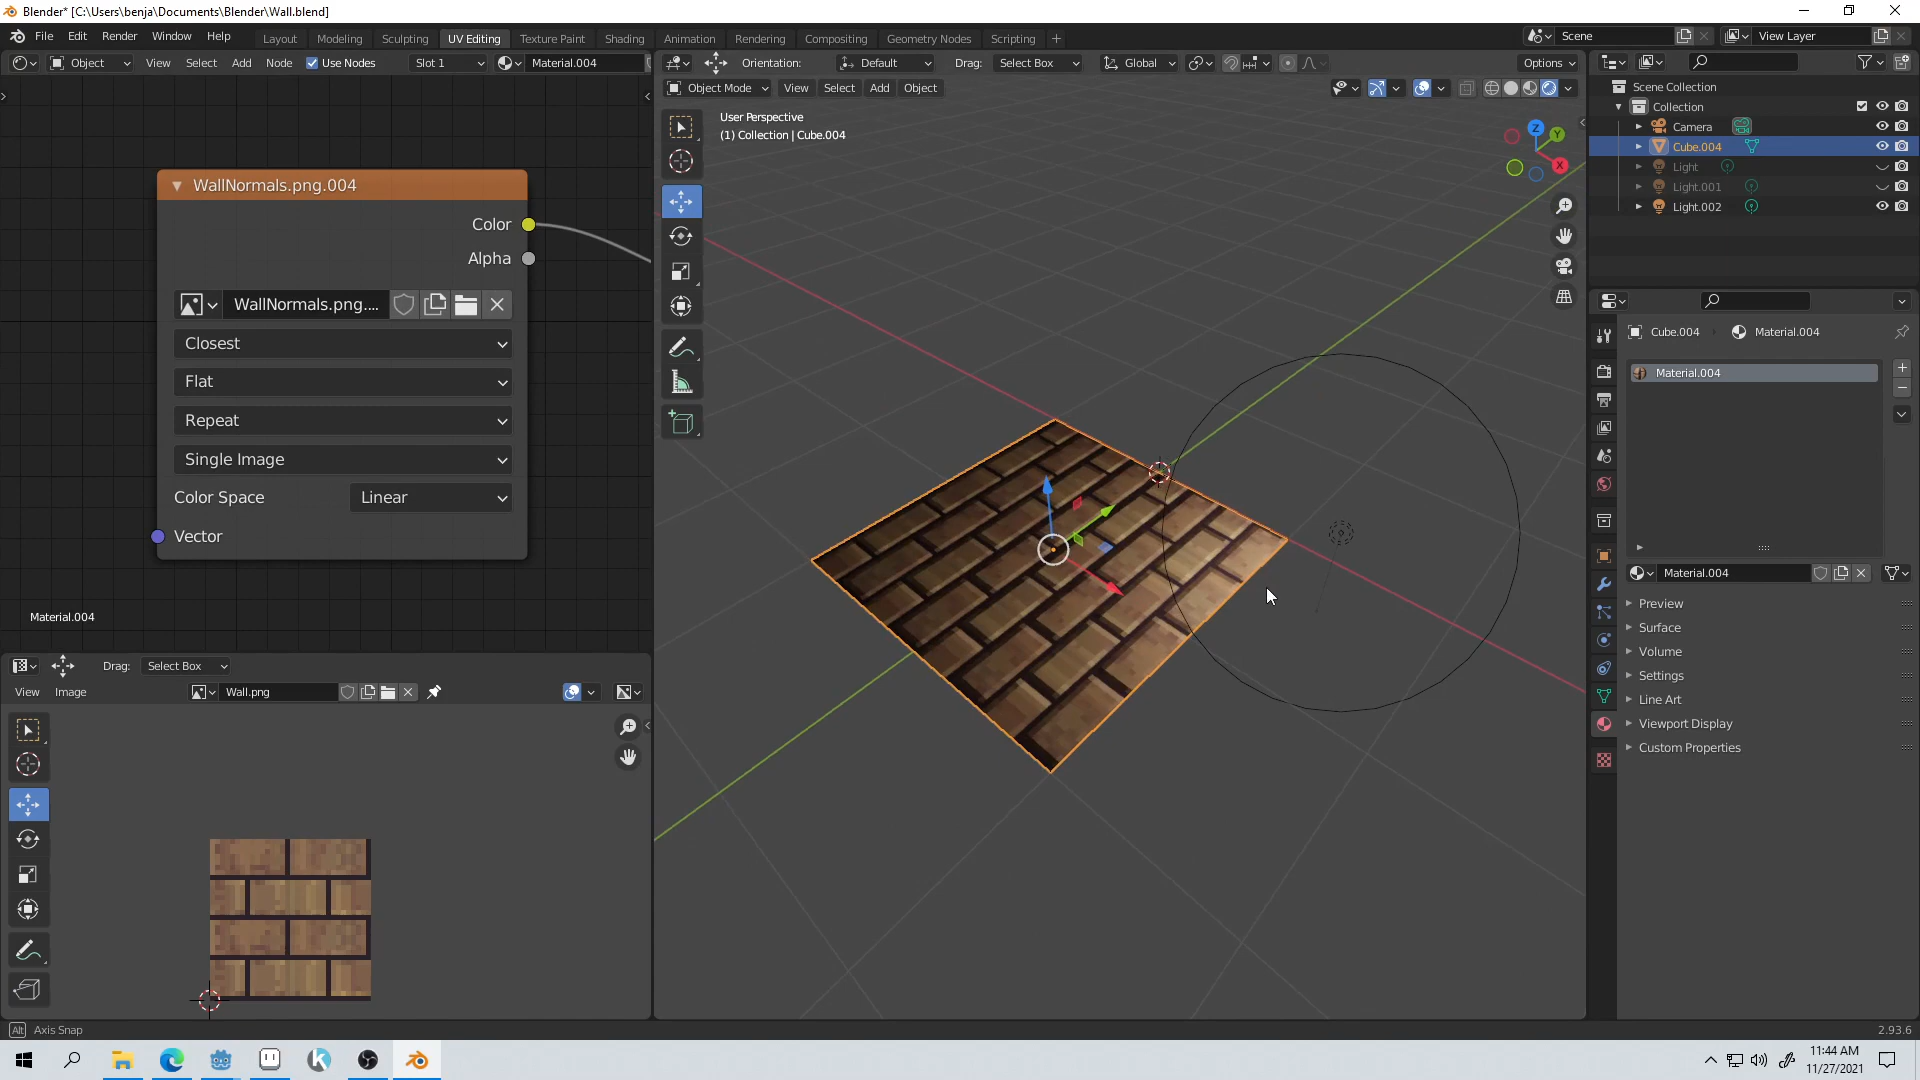 Blender* [C:\Users\benja\Documents\Blender\Wall.blend]
File Edit Render Window Help
Layout Modeling Sculpting UV Editing Texture Paint Shading Animation Rendering Compositing Geometry Nodes Scripting +
Scene
View Layer
Object View Select Add Node Use Nodes Slot 1 Material.004
Orientation: Default Drag: Select Box Global Options
Object Mode View Select Add Object
User Perspective
(1) Collection | Cube.004
Z Y X
Scene Collection
Collection
Camera
Cube.004
Light
Light.001
Light.002
WallNormals.png.004
Color
Alpha
WallNormals.png....
Closest
Flat
Repeat
Single Image
Color Space Linear
Vector
Material.004
Drag: Select Box
View Image Wall.png
Cube.004 Material.004
Material.004
Material.004
Preview
Surface
Volume
Settings
Line Art
Viewport Display
Custom Properties
Alt Axis Snap
2.93.6
11:44 AM
11/27/2021